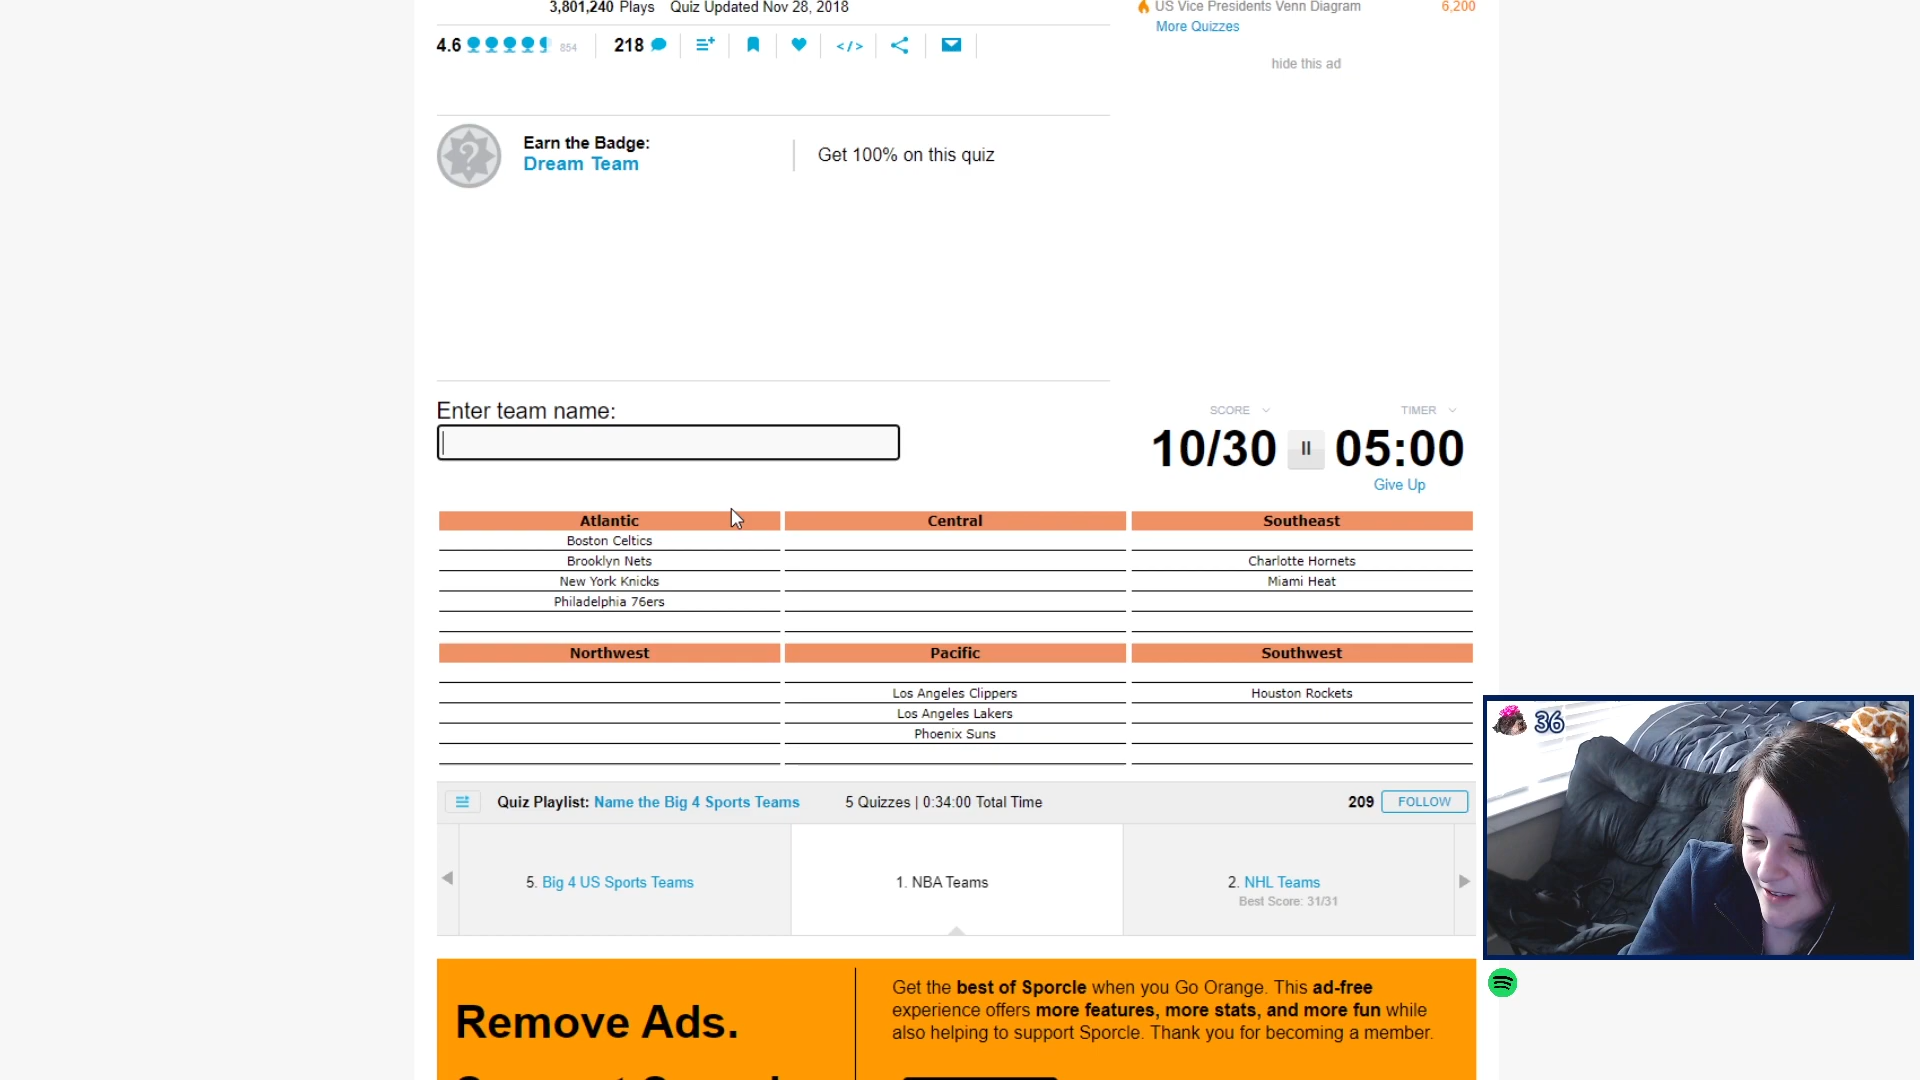 3,801,240 Plays Quiz Updated Nov 28, 2018
US Vice Presidents Venn Diagram 6,200
More Quizzes
hide this ad
4.6 854 218 </>
Earn the Badge:
Dream Team
Get 100% on this quiz
Enter team name:
SCORE TIMER
10/30 05:00
Give Up
Atlantic Central Southeast
Boston Celtics
Brooklyn Nets Charlotte Hornets
New York Knicks Miami Heat
Philadelphia 76ers
Northwest Pacific Southwest
Los Angeles Clippers Houston Rockets
Los Angeles Lakers
Phoenix Suns
36
Quiz Playlist: Name the Big 4 Sports Teams 5 Quizzes | 0:34:00 Total Time 209 FOLLOW
5. Big 4 US Sports Teams 1. NBA Teams 2. NHL Teams
Best Score: 31/31
Remove Ads.
Get the best of Sporcle when you Go Orange. This ad-free
experience offers more features, more stats, and more fun while
also helping to support Sporcle. Thank you for becoming a member.